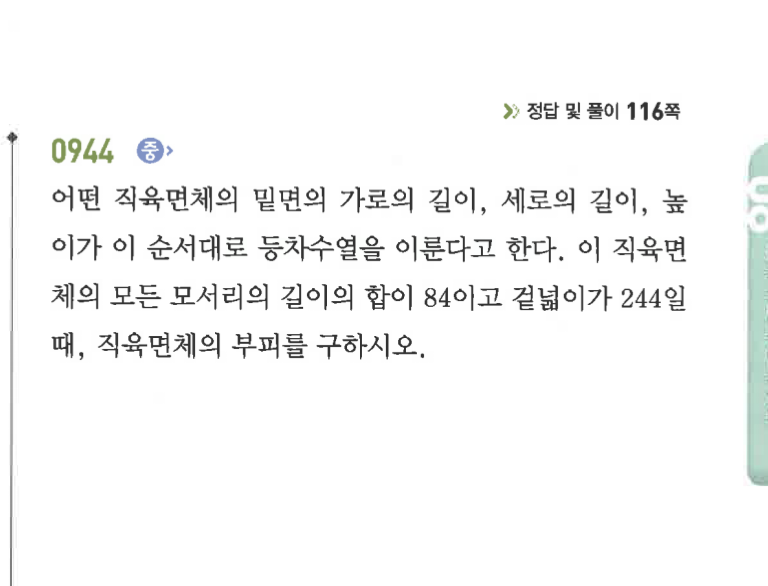 정답 및 풀이 116쪽
0944 중
어떤 직육면체의 밑면의 가로의 길이, 세로의 길이, 높
이가 이 순서대로 등차수열을 이룬다고 한다. 이 직육면
체의 모든 모서리의 길이의 합이 84이고 겉넓이가 244일
때, 직육면체의 부피를 구하시오.